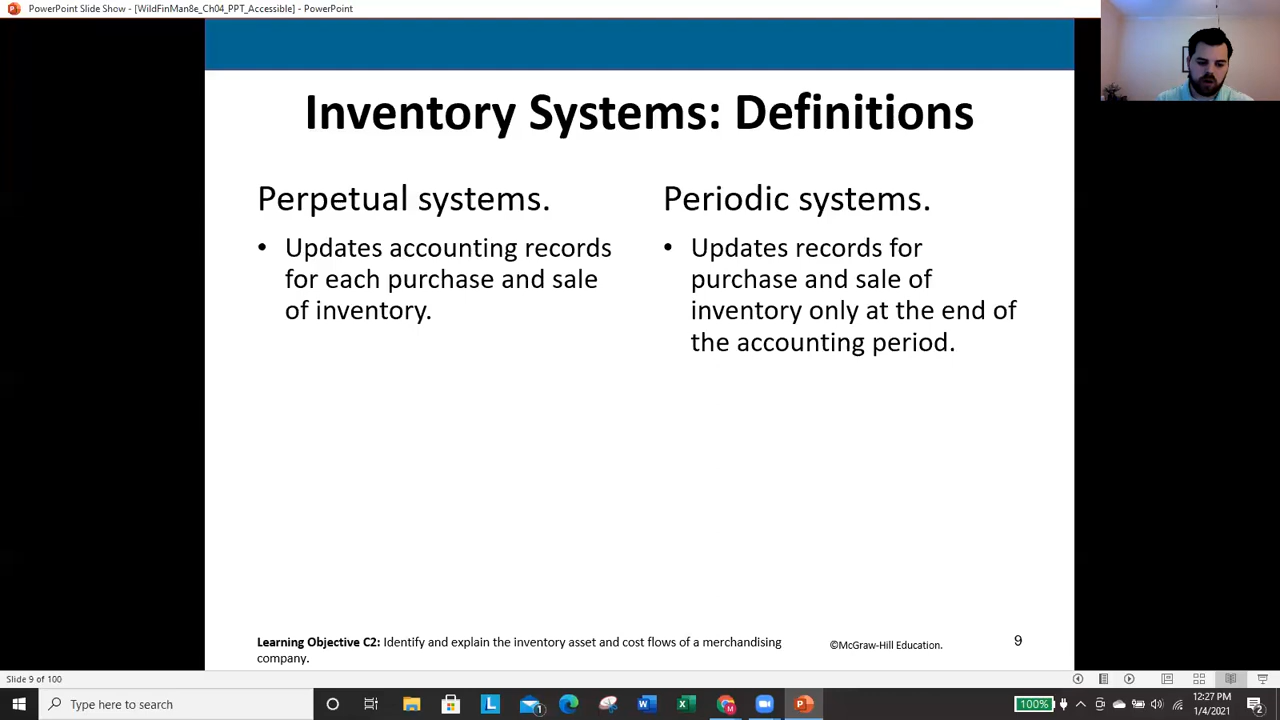 PowerPoint Slide Show - [WildFinMan8e_Ch04_PPT_Accessible] - PowerPoint
Inventory Systems: Definitions
Perpetual systems.
• Updates accounting records
for each purchase and sale
of inventory.
Periodic systems.
• Updates records for
purchase and sale of
inventory only at the end of
the accounting period.
Learning Objective C2: Identify and explain the inventory asset and cost flows of a merchandising
company.
©McGraw-Hill Education.
9
Slide 9 of 100
Type here to search
100%
12:27 PM
1/4/2021